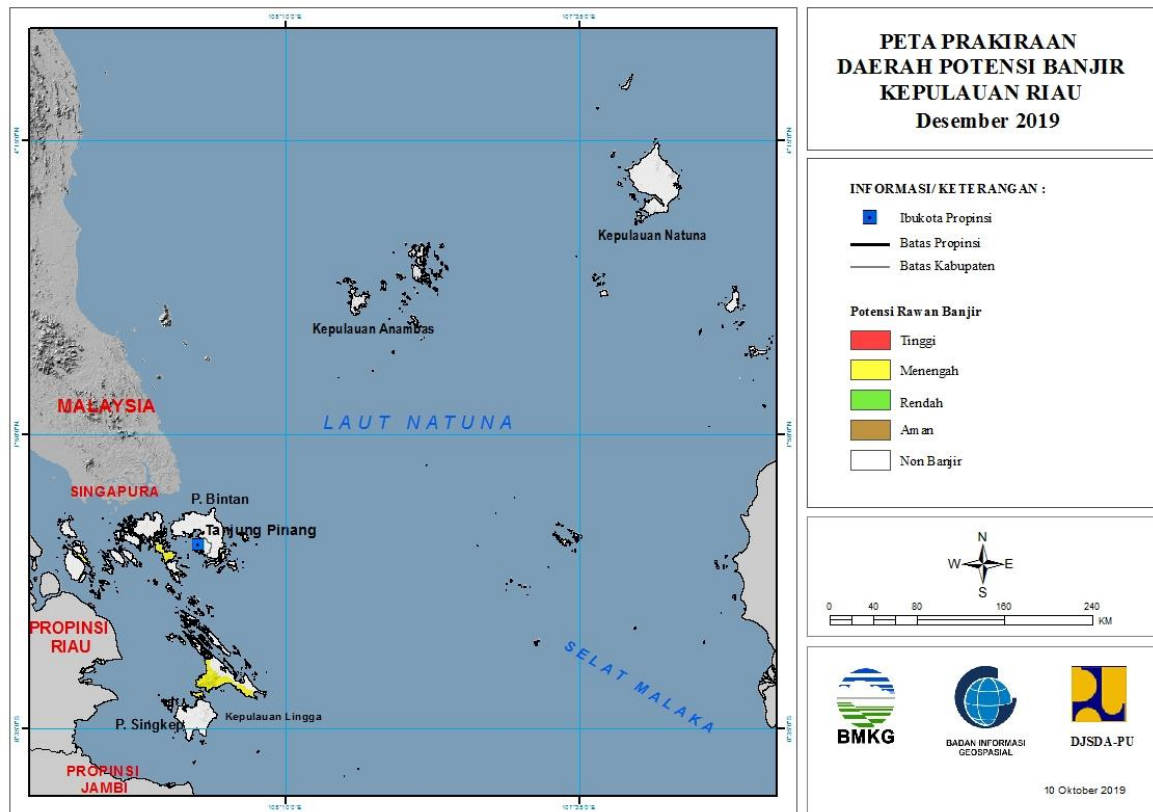 PETA PRAKIRAAN
DAERAH POTENSI BANJIR
KEPULAUAN RIAU
Desember 2019
INFORMASI/ KETERANGAN :
Ibukota Propinsi
Batas Propinsi
Batas Kabupaten
Potensi Rawan Banjir
Tinggi
Menengah
Rendah
Aman
Non Banjir
N
W E
S
0 40 80 160 240
KM
BMKG
BADAN INFORMASI
GEOSPASIAL
DJSDA-PU
10 Oktober 2019
Kepulauan Natuna
Kepulauan Anambas
MALAYSIA
LAUT NATUNA
SINGAPURA
P. Bintan
Tanjung Pinang
PROPINSI
RIAU
SELAT MALAKA
Kepulauan Lingga
P. Singkep
PROPINSI
JAMBI